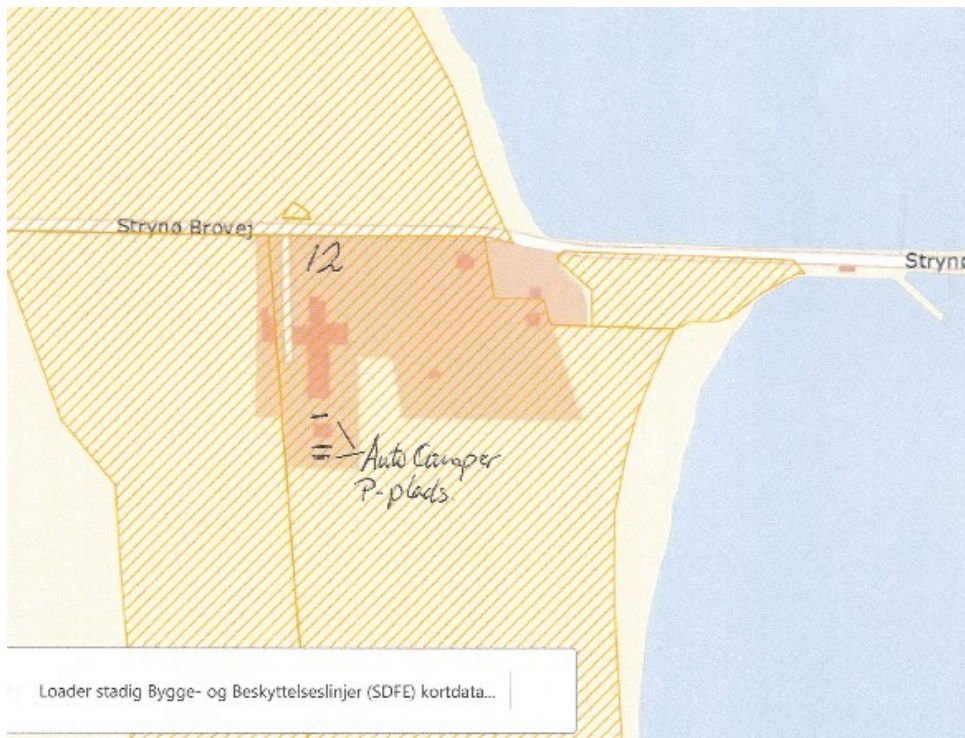 Strynø Brovej
Strynø
12
Auto Camper
P-plads
Loader stadig Bygge- og Beskyttelseslinjer (SDFE) kortdata...